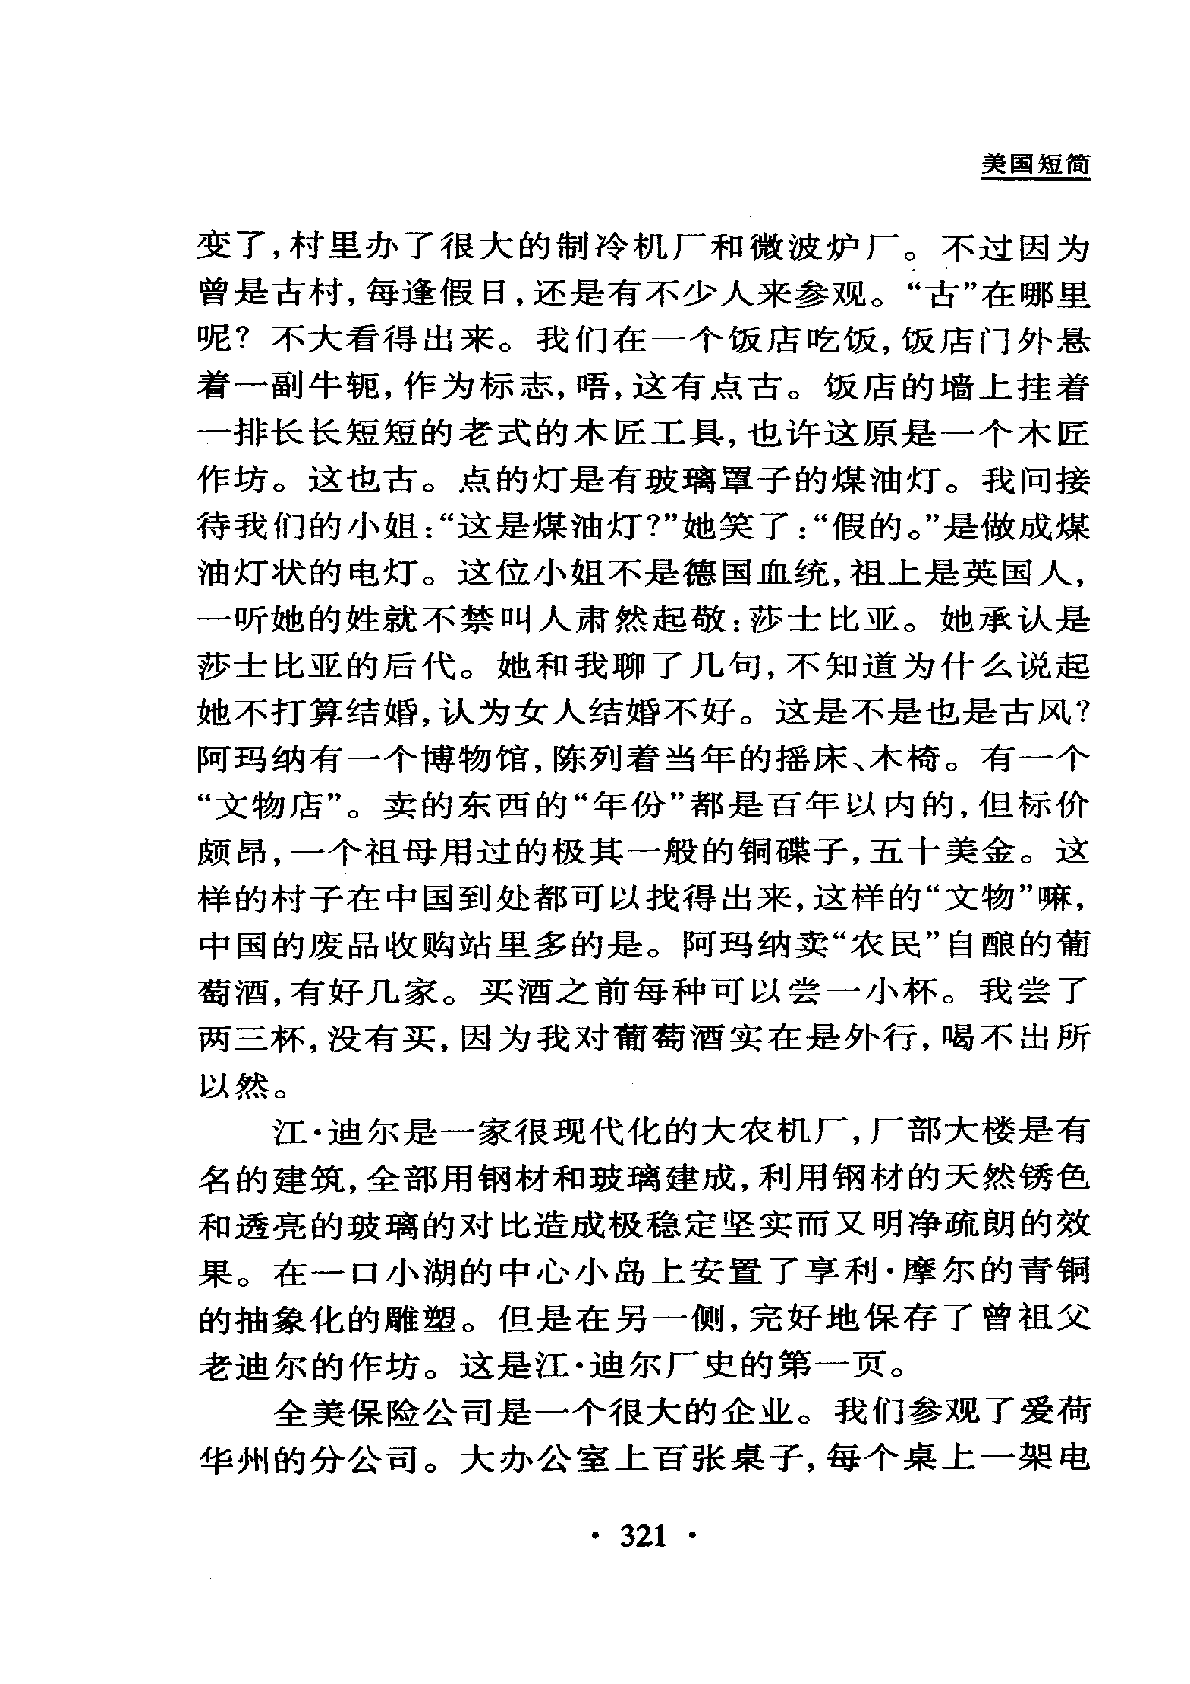 美国短简
变了,村里办了很大的制冷机厂和微波炉厂。不过因为
曾是古村,每逢假日,还是有不少人来参观。“古”在哪里
呢?不大看得出来。我们在一个饭店吃饭,饭店门外悬
着一副牛轭,作为标志,唔,这有点古。饭店的墙上挂着
一排长长短短的老式的木匠工具,也许这原是一个木匠
作坊。这也古。点的灯是有玻璃罩子的煤油灯。我问接
待我们的小姐:“这是煤油灯?”她笑了:“假的。”是做成煤
油灯状的电灯。这位小姐不是德国血统,祖上是英国人,
一听她的姓就不禁叫人肃然起敬:莎士比亚。她承认是
莎士比亚的后代。她和我聊了几句,不知道为什么说起
她不打算结婚,认为女人结婚不好。这是不是也是古风?
阿玛纳有一个博物馆,陈列着当年的摇床、木椅。有一个
“文物店”。卖的东西的“年份”都是百年以内的,但标价
颇昂,一个祖母用过的极其一般的铜碟子,五十美金。这
样的村子在中国到处都可以找得出来,这样的“文物”嘛,
中国的废品收购站里多的是。阿玛纳卖“农民”自酿的葡
萄酒,有好几家。买酒之前每种可以尝一小杯。我尝了
两三杯,没有买,因为我对葡萄酒实在是外行,喝不出所
以然。
江·迪尔是一家很现代化的大农机厂,厂部大楼是有
名的建筑,全部用钢材和玻璃建成,利用钢材的天然锈色
和透亮的玻璃的对比造成极稳定坚实而又明净疏朗的效
果。在一口小湖的中心小岛上安置了享利·摩尔的青铜
的抽象化的雕塑。但是在另一侧,完好地保存了曾祖父
老迪尔的作坊。这是江·迪尔厂史的第一页。
全美保险公司是一个很大的企业。我们参观了爱荷
华州的分公司。大办公室上百张桌子,每个桌上一架电
· 321 ·